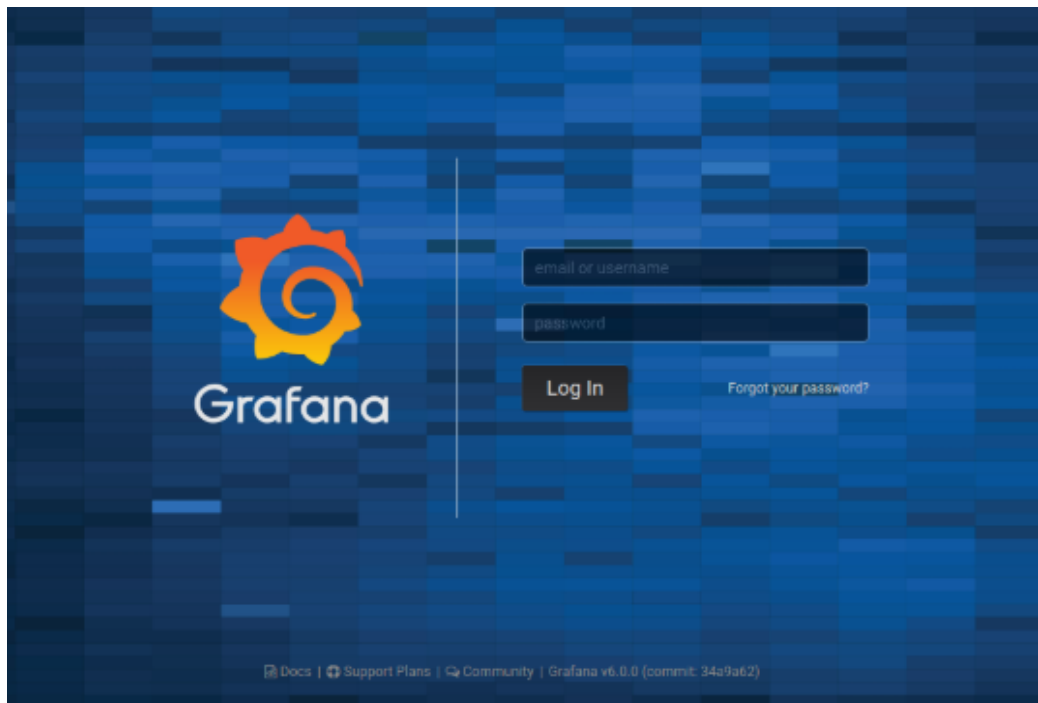 email or username
password
Log In
Forgot your password?
Grafana
Docs | Support Plans | Community | Grafana v6.0.0 (commit: 34a9a62)